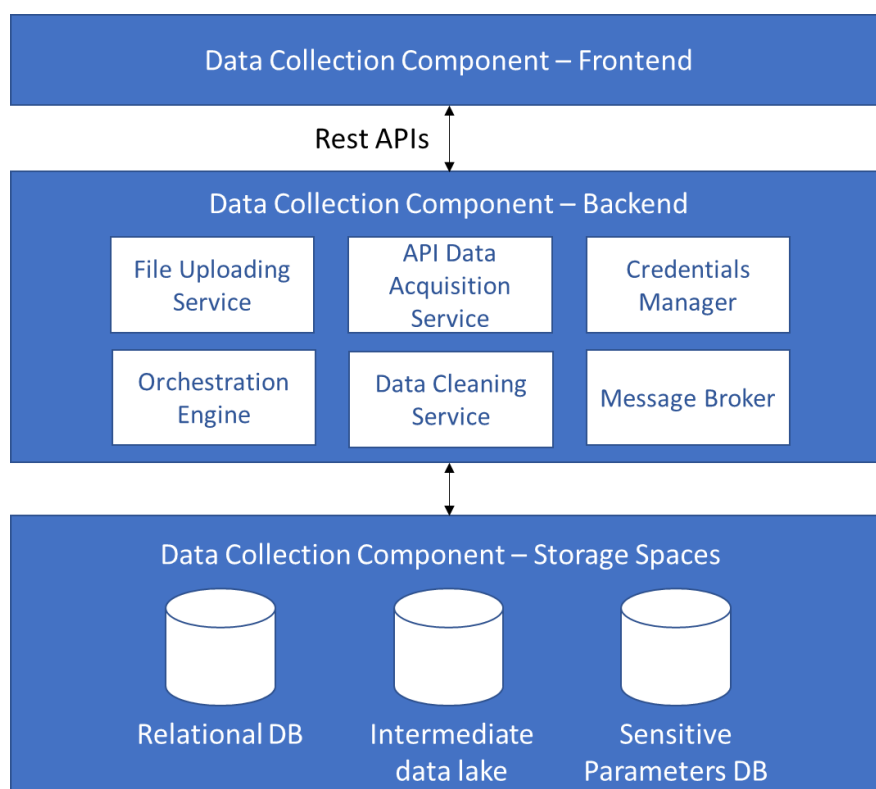 Data Collection Component – Frontend
Rest APIs
Data Collection Component – Backend
File Uploading
Service
API Data
Acquisition
Service
Credentials
Manager
Orchestration
Engine
Data Cleaning
Service
Message Broker
Data Collection Component – Storage Spaces
Relational DB
Intermediate
data lake
Sensitive
Parameters DB